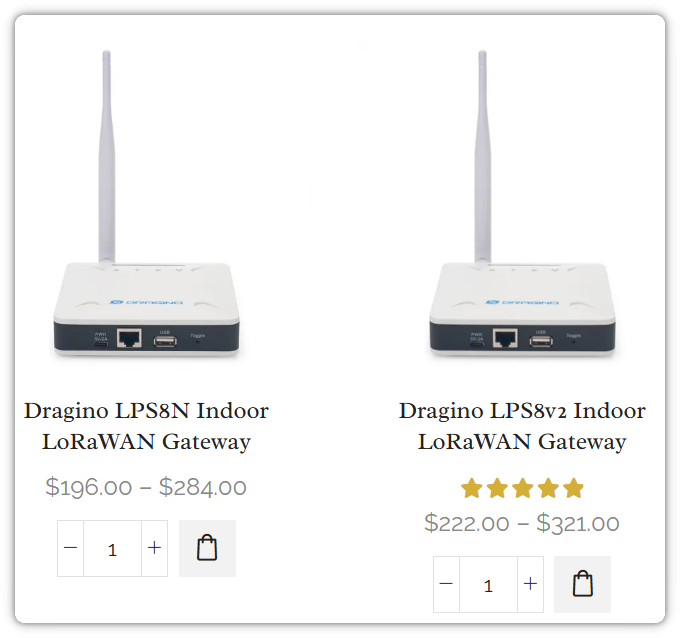 DRAGINO
PWR
5V,2A
USB
Toggle
Dragino LPS8N Indoor
LoRaWAN Gateway
$196.00 – $284.00
− 1 +
DRAGINO
PWR
5V,2A
USB
Toggle
Dragino LPS8v2 Indoor
LoRaWAN Gateway
$222.00 – $321.00
− 1 +